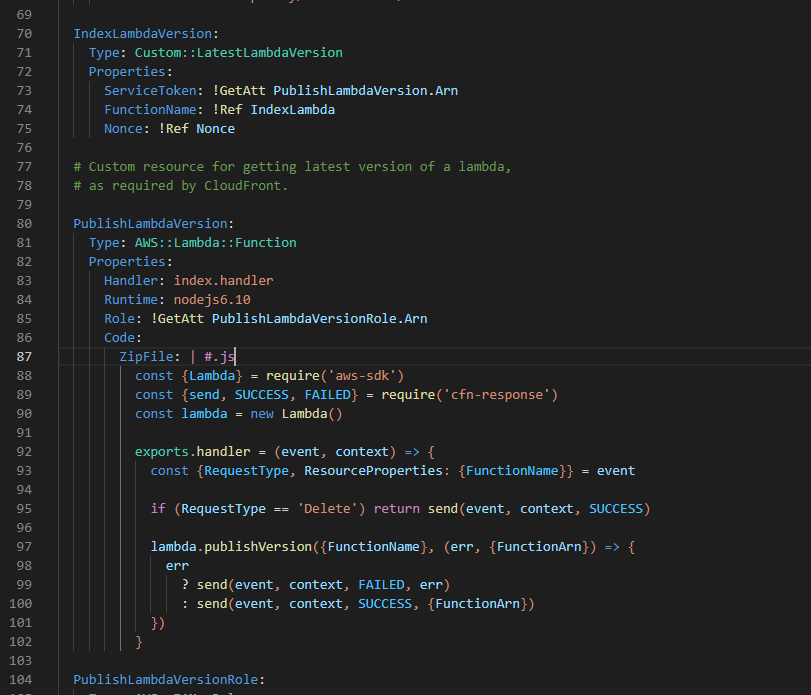 69
70 IndexLambdaVersion:
71 Type: Custom::LatestLambdaVersion
72 Properties:
73 ServiceToken: !GetAtt PublishLambdaVersion.Arn
74 FunctionName: !Ref IndexLambda
75 Nonce: !Ref Nonce
76
77 # Custom resource for getting latest version of a lambda,
78 # as required by CloudFront.
79
80 PublishLambdaVersion:
81 Type: AWS::Lambda::Function
82 Properties:
83 Handler: index.handler
84 Runtime: nodejs6.10
85 Role: !GetAtt PublishLambdaVersionRole.Arn
86 Code:
87 ZipFile: | #.js
88 const {Lambda} = require('aws-sdk')
89 const {send, SUCCESS, FAILED} = require('cfn-response')
90 const lambda = new Lambda()
91
92 exports.handler = (event, context) => {
93 const {RequestType, ResourceProperties: {FunctionName}} = event
94
95 if (RequestType == 'Delete') return send(event, context, SUCCESS)
96
97 lambda.publishVersion({FunctionName}, (err, {FunctionArn}) => {
98 err
99 ? send(event, context, FAILED, err)
100 : send(event, context, SUCCESS, {FunctionArn})
101 })
102 }
103
104 PublishLambdaVersionRole: